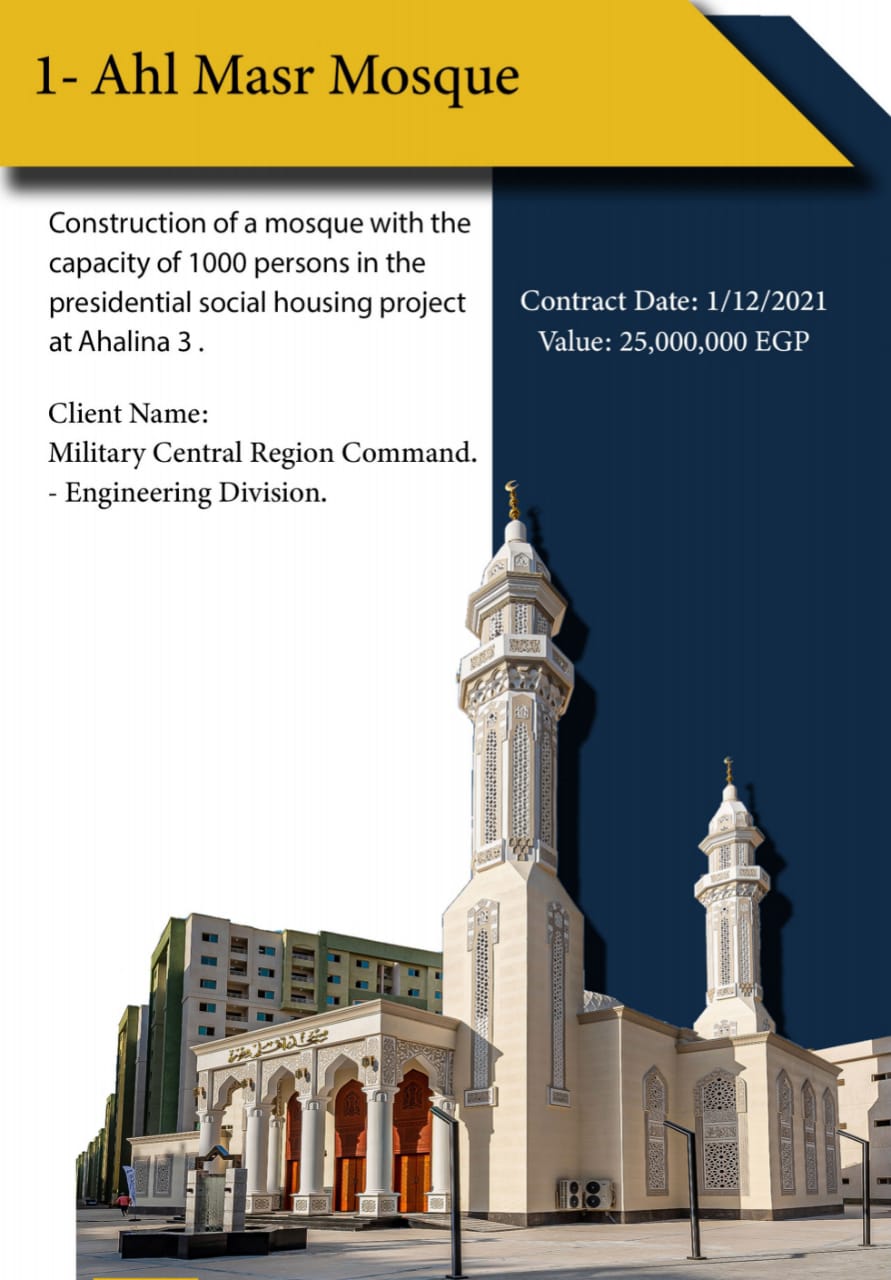 1- Ahl Masr Mosque
Construction of a mosque with the
capacity of 1000 persons in the
presidential social housing project
at Ahalina 3 .
Client Name:
Military Central Region Command.
- Engineering Division.
Contract Date: 1/12/2021
Value: 25,000,000 EGP